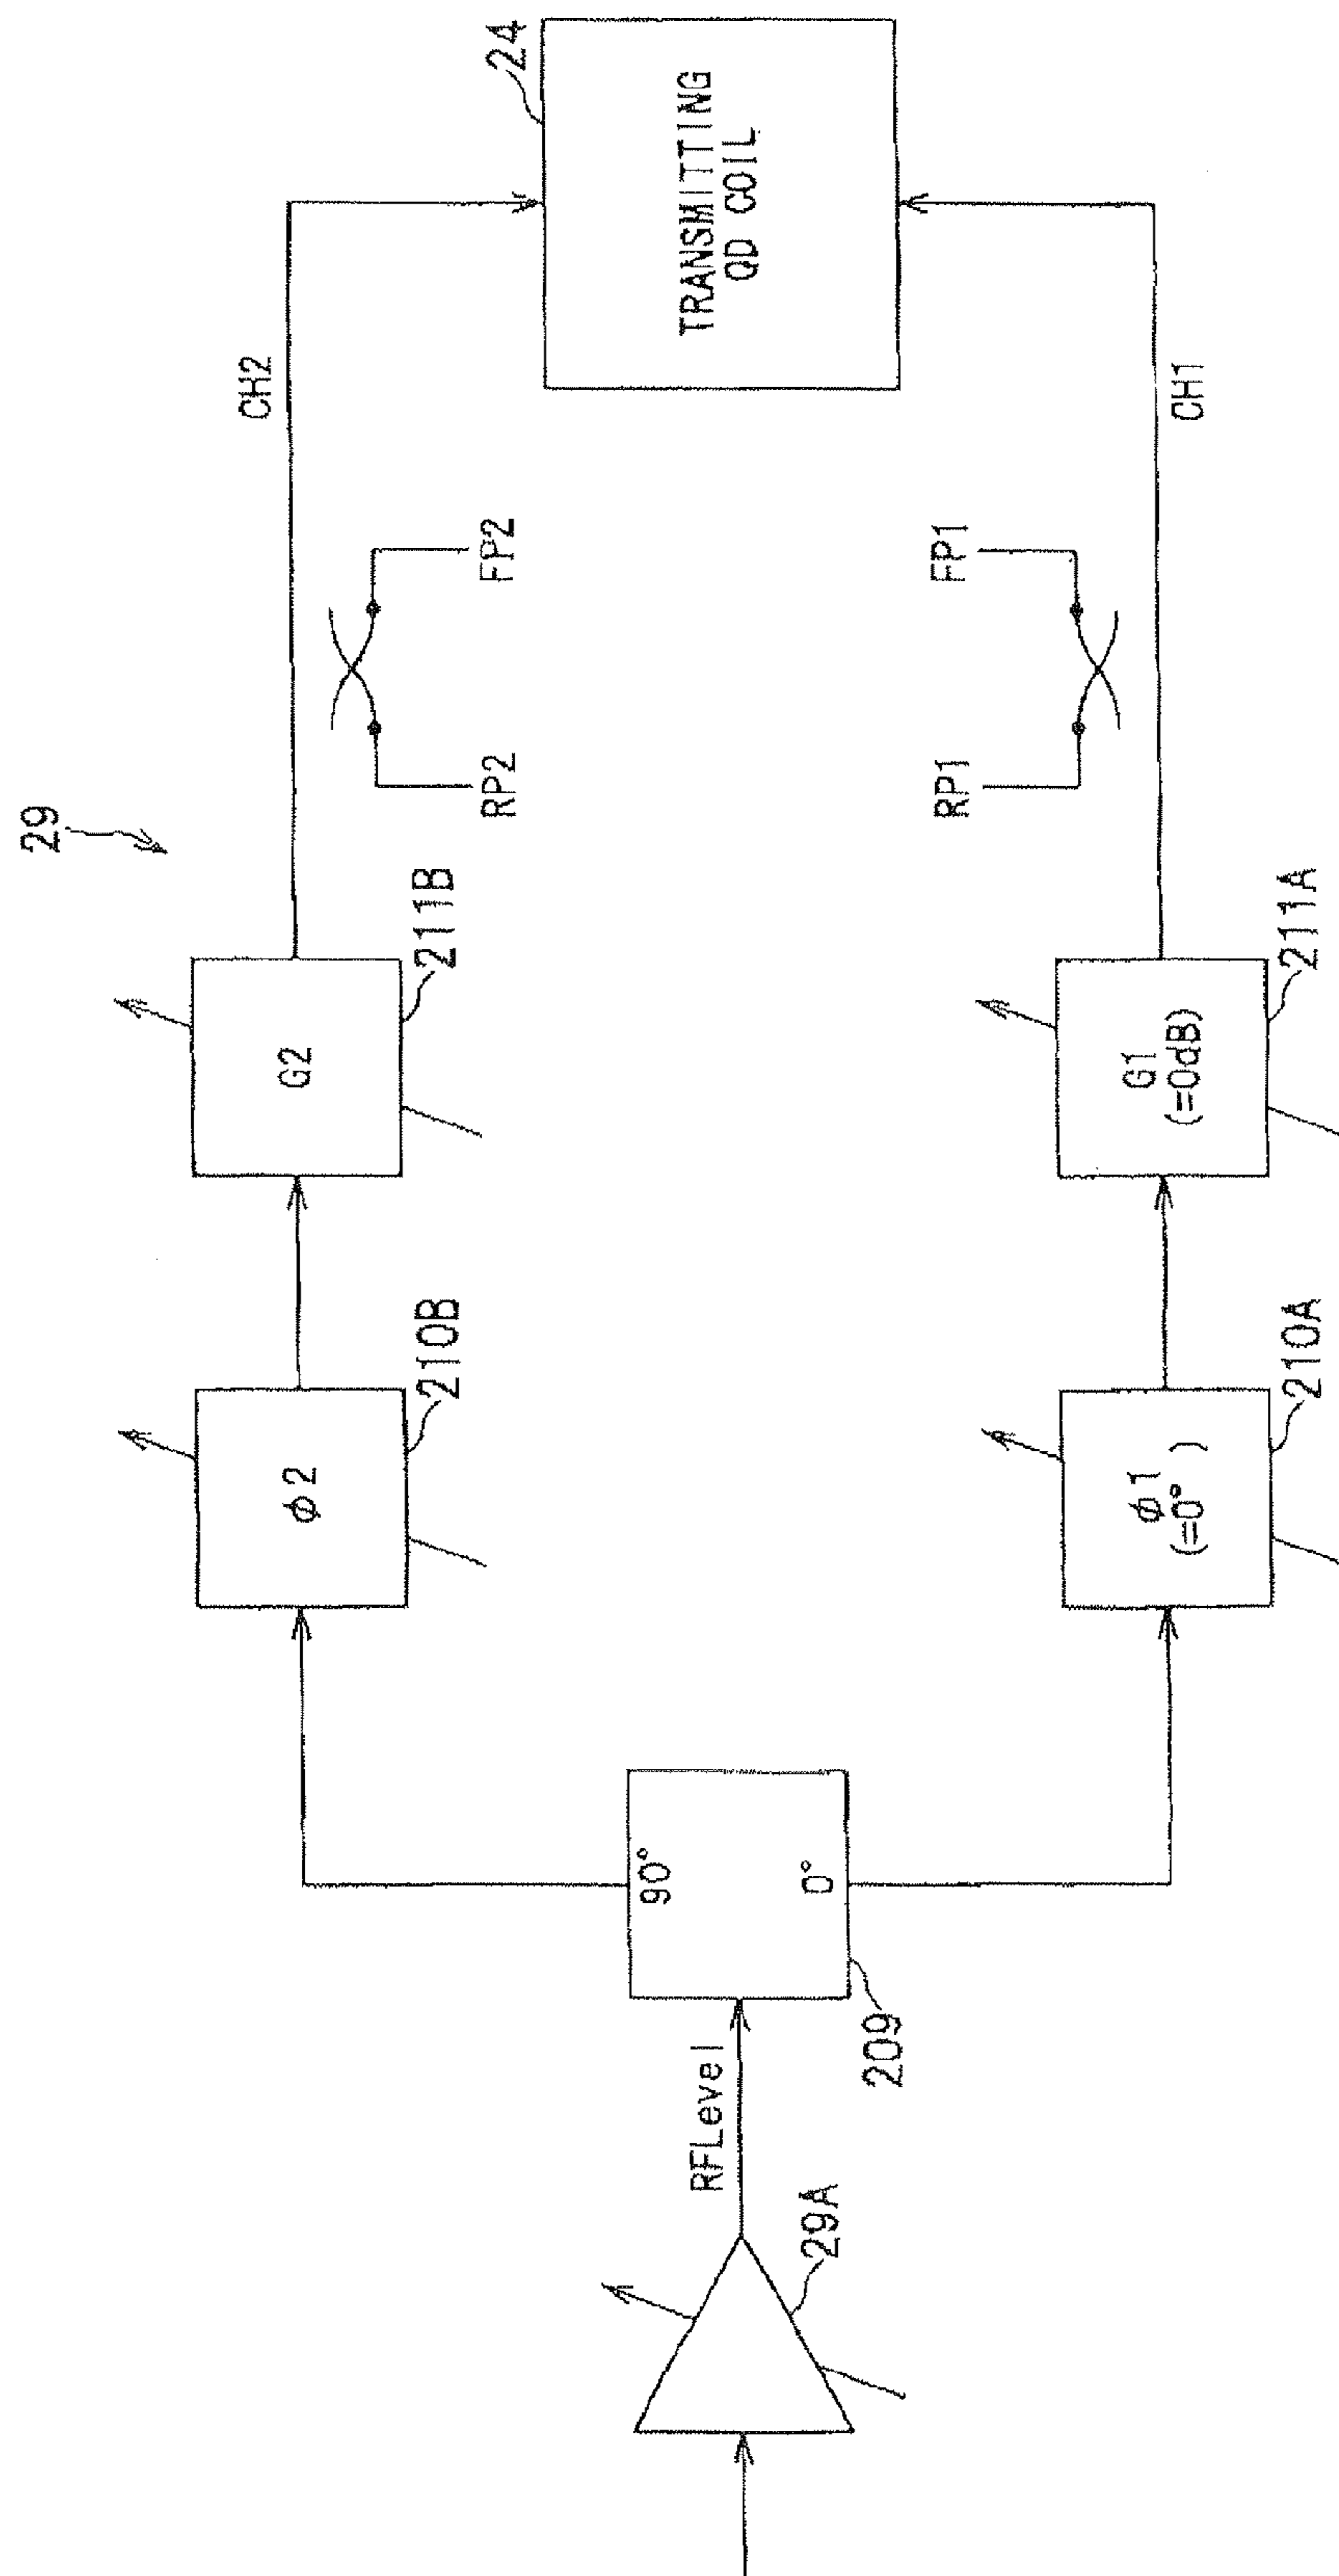 29
CH2
24
TRANSMITTING
QD COIL
G2
211B
RP2
FP2
φ2
210B
90°
0°
209
RFLevel
29A
RP1
FP1
φ1
(=0° )
210A
G1
(=0dB)
211A
CH1